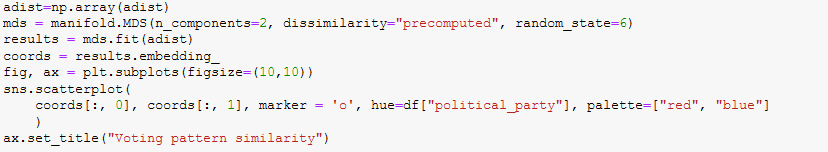 adist=np.array(adist)
mds = manifold.MDS(n_components=2, dissimilarity="precomputed", random_state=6)
results = mds.fit(adist)
coords = results.embedding_
fig, ax = plt.subplots(figsize=(10,10))
sns.scatterplot(
    coords[:, 0], coords[:, 1], marker = 'o', hue=df["political_party"], palette=["red", "blue"]
    )
ax.set_title("Voting pattern similarity")